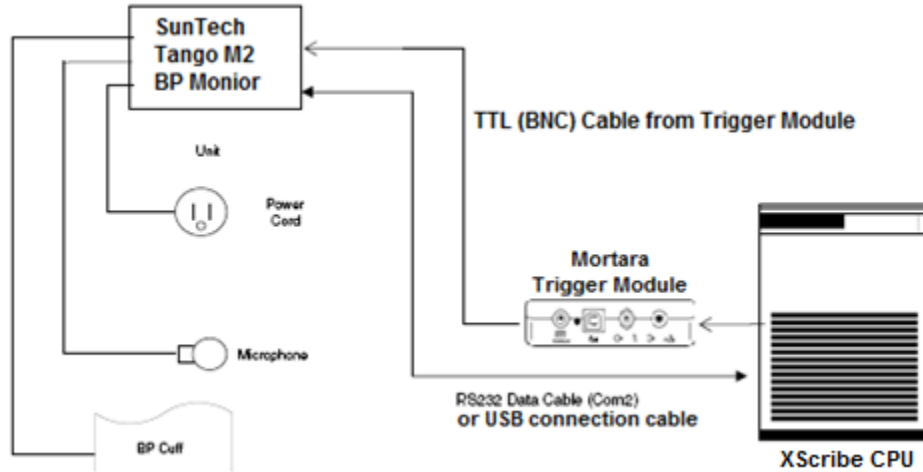 SunTech
Tango M2
BP Monior
TTL (BNC) Cable from Trigger Module
Unit
Power
Cord
Mortara
Trigger Module
Microphone
RS232 Data Cable (Com2)
or USB connection cable
BP Cuff
XScribe CPU